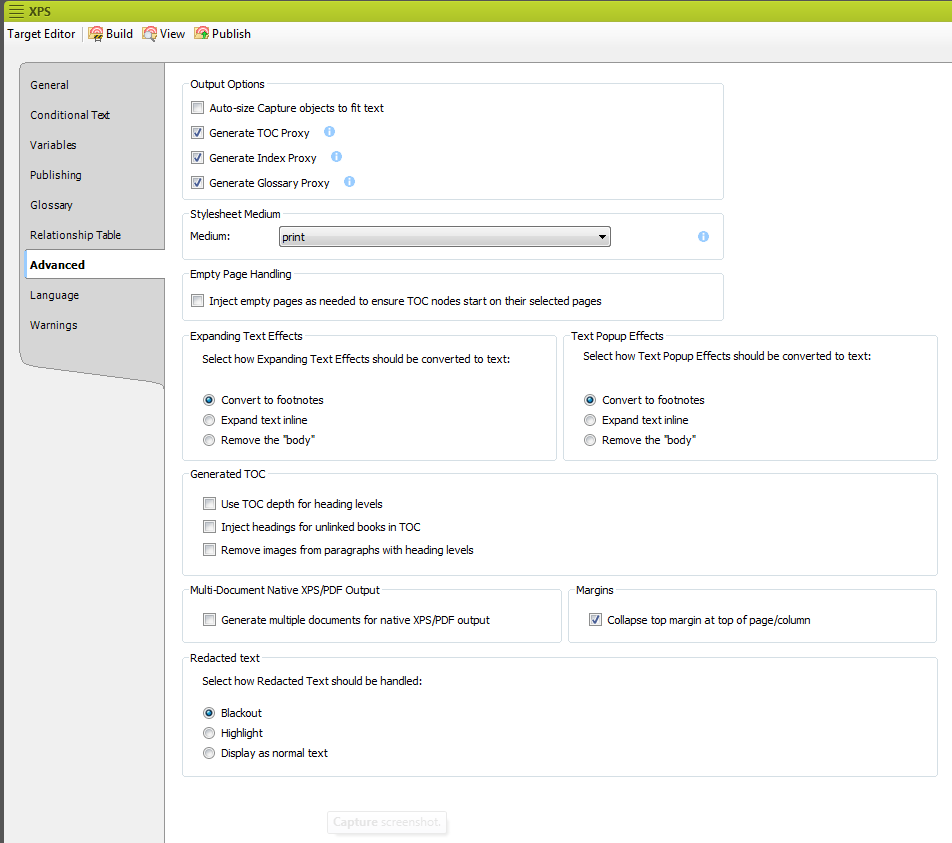 XPS
Target Editor Build View Publish
General
Conditional Text
Variables
Publishing
Glossary
Relationship Table
Advanced
Language
Warnings
Output Options
Auto-size Capture objects to fit text
Generate TOC Proxy
Generate Index Proxy
Generate Glossary Proxy
Stylesheet Medium
Medium: print
Empty Page Handling
Inject empty pages as needed to ensure TOC nodes start on their selected pages
Expanding Text Effects
Select how Expanding Text Effects should be converted to text:
Convert to footnotes
Expand text inline
Remove the "body"
Text Popup Effects
Select how Text Popup Effects should be converted to text:
Convert to footnotes
Expand text inline
Remove the "body"
Generated TOC
Use TOC depth for heading levels
Inject headings for unlinked books in TOC
Remove images from paragraphs with heading levels
Multi-Document Native XPS/PDF Output
Generate multiple documents for native XPS/PDF output
Margins
Collapse top margin at top of page/column
Redacted text
Select how Redacted Text should be handled:
Blackout
Highlight
Display as normal text
Capture screenshot.